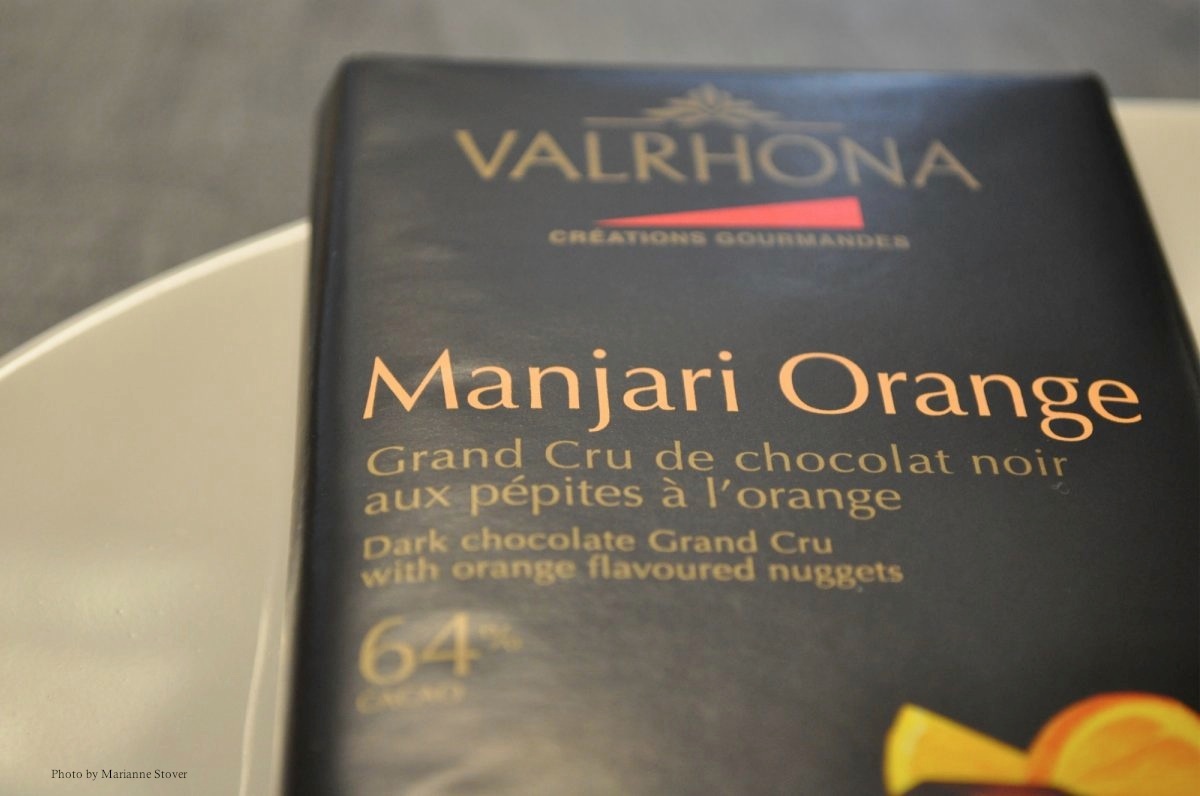 VALRHONA
CRÉATIONS GOURMANDES
Manjari Orange
Grand Cru de chocolat noir
aux pépites à l'orange
Dark chocolate Grand Cru
with orange flavoured nuggets
64%
CACAO
Photo by Marianne Stover